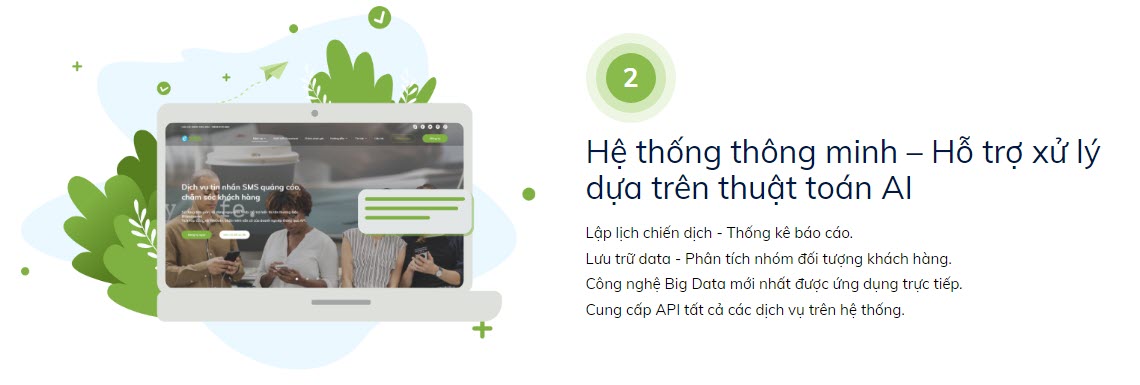 2
Hệ thống thông minh – Hỗ trợ xử lý
dựa trên thuật toán AI
Lập lịch chiến dịch - Thống kê báo cáo.
Lưu trữ data - Phân tích nhóm đối tượng khách hàng.
Công nghệ Big Data mới nhất được ứng dụng trực tiếp.
Cung cấp API tất cả các dịch vụ trên hệ thống.
Dịch vụ tin nhắn SMS quảng cáo,
chăm sóc khách hàng